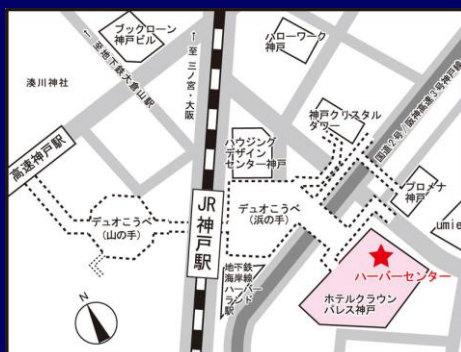 ブックローン
神戸ビル
←至地下鉄大倉山駅
↑至 三ノ宮・大阪
ハローワーク
神戸
湊川神社
高速神戸駅
神戸クリスタル
タワー
国道2号/阪神高速3号神戸線
ハウジング
デザイン
センター神戸
プロメナ
神戸
umie
デュオこうべ
(山の手)
JR神戸駅
デュオこうべ
(浜の手)
地下鉄
海岸線
ハーバー
ランド
駅
ハーバーセンター
ホテルクラウン
パレス神戸
N